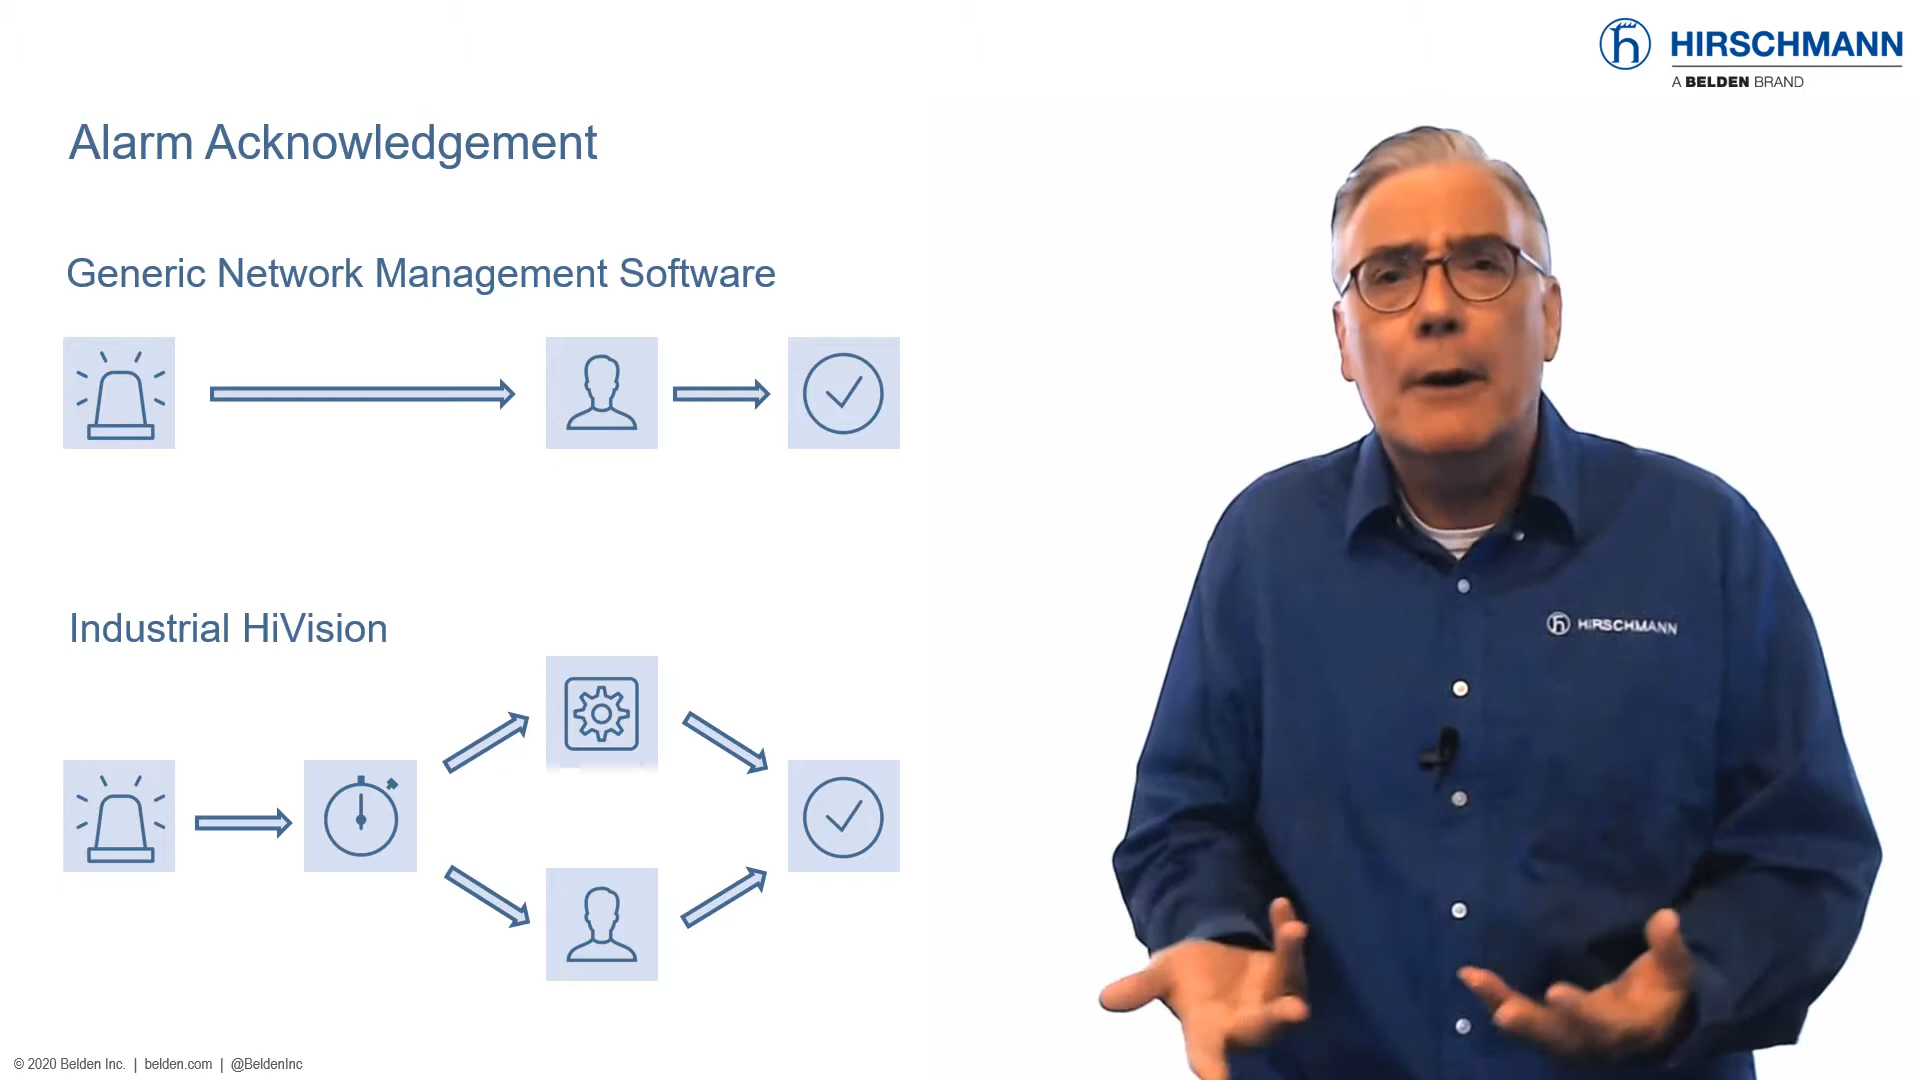 HIRSCHMANN
A BELDEN BRAND
Alarm Acknowledgement
Generic Network Management Software
Industrial HiVision
HIRSCHMANN
© 2020 Belden Inc. | belden.com | @BeldenInc